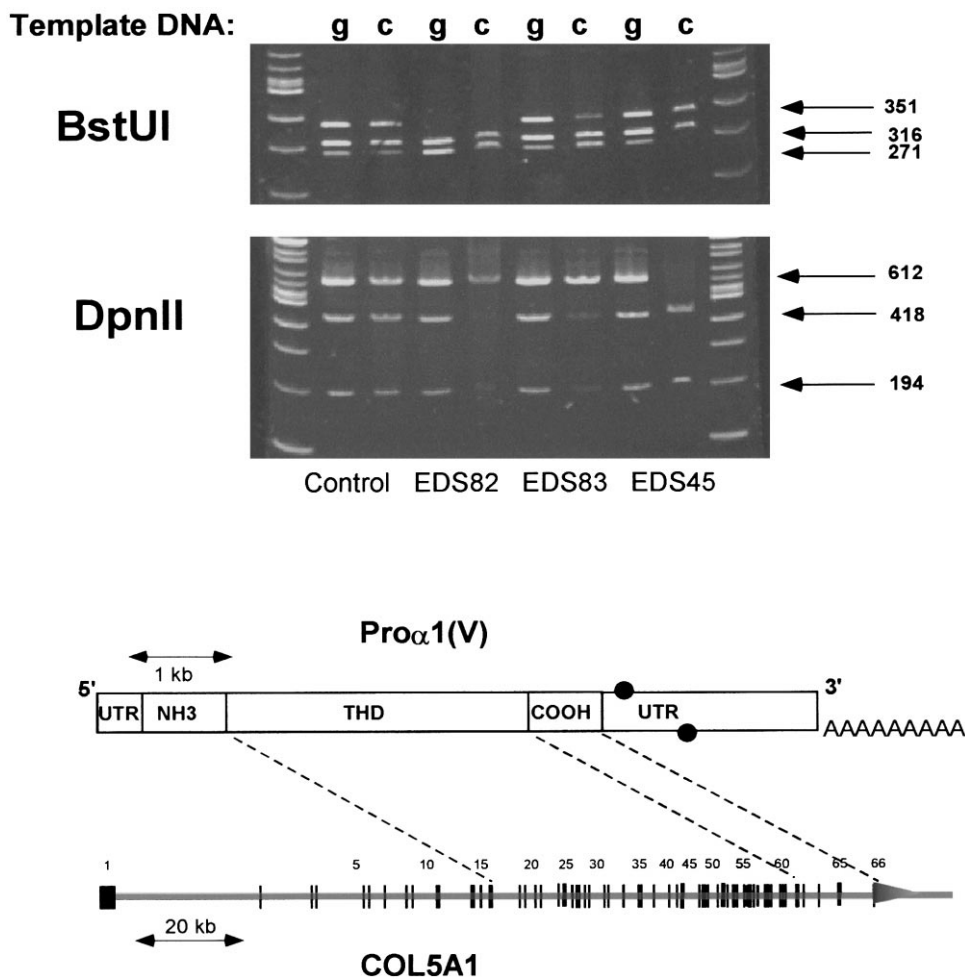 Template DNA: g c g c g c g c
BstUI
351
316
271
DpnII
612
418
194
Control EDS82 EDS83 EDS45
Proα1(V)
1 kb
5' 3'
UTR NH3 THD COOH UTR
AAAAAAAAA
1 5 10 15 20 25 30 35 40 45 50 55 60 65 66
20 kb
COL5A1